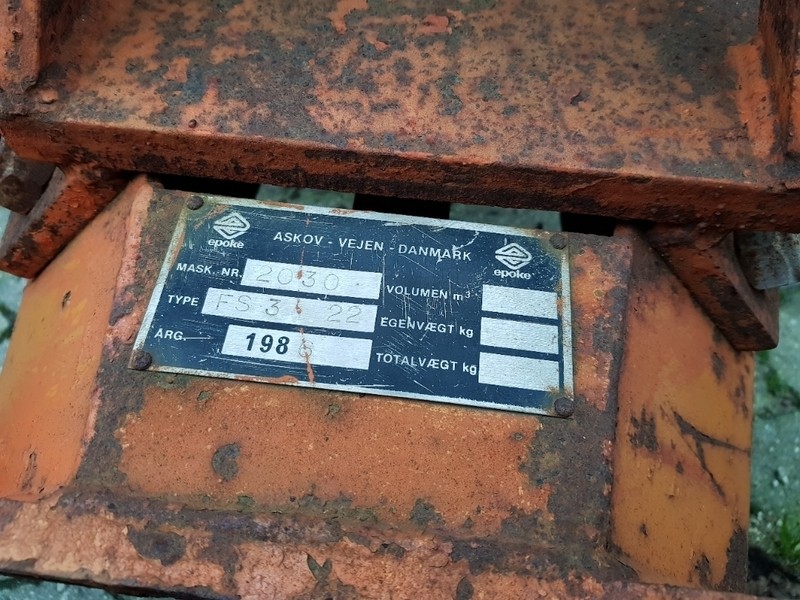 epoke
ASKOV - VEJEN - DANMARK
epoke
MASK. NR. 2030
TYPE FS 3 22
ÅRG. 198
VOLUMEN m³
EGENVÆGT kg
TOTALVÆGT kg